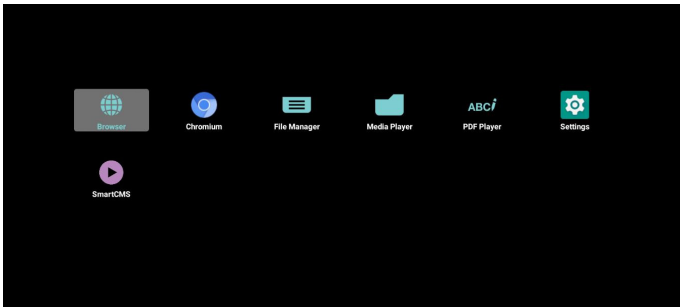 Browser
Chromium
File Manager
Media Player
ABCi
PDF Player
Settings
SmartCMS